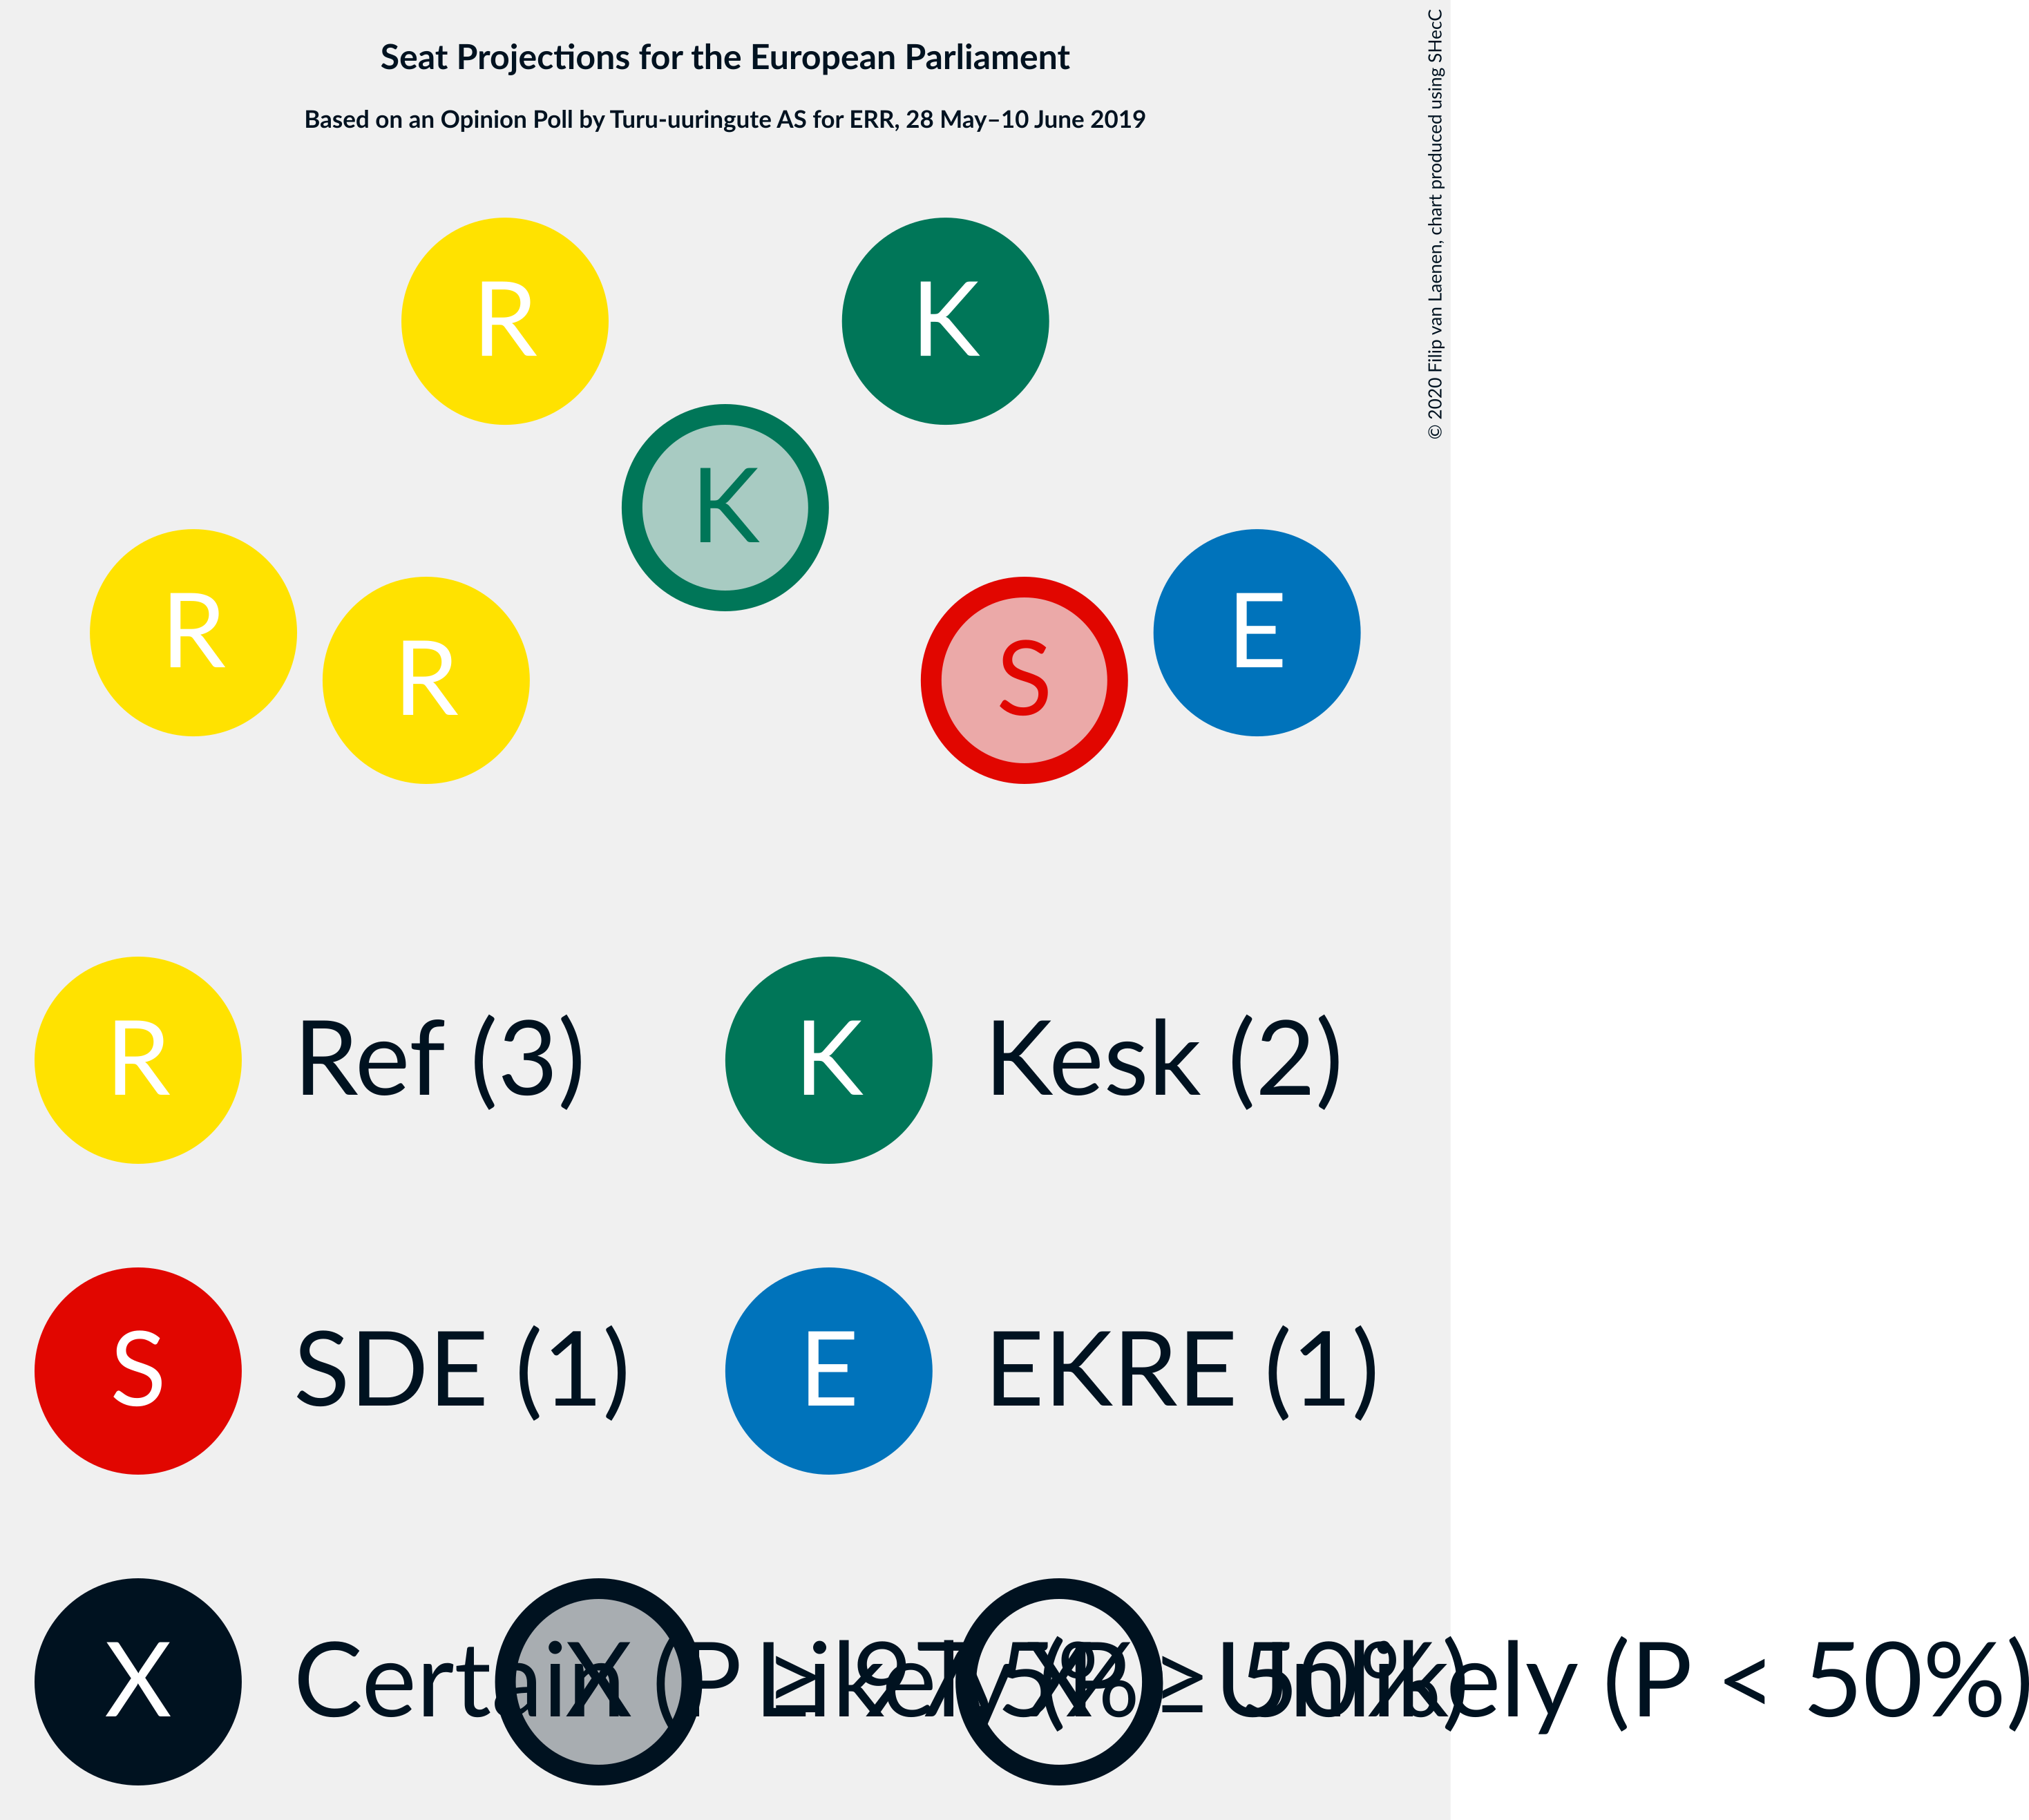 Seat Projections for the European Parliament
Based on an Opinion Poll by Turu-uuringute AS for ERR, 28 May–10 June 2019
© 2020 Filip van Laenen, chart produced using SHecC
R
K
K
R
E
R
S
R Ref (3) K Kesk (2)
S SDE (1) E EKRE (1)
X Certain (P ≥ 97.5%) X Likely (P ≥ 50%) X Unlikely (P < 50%)